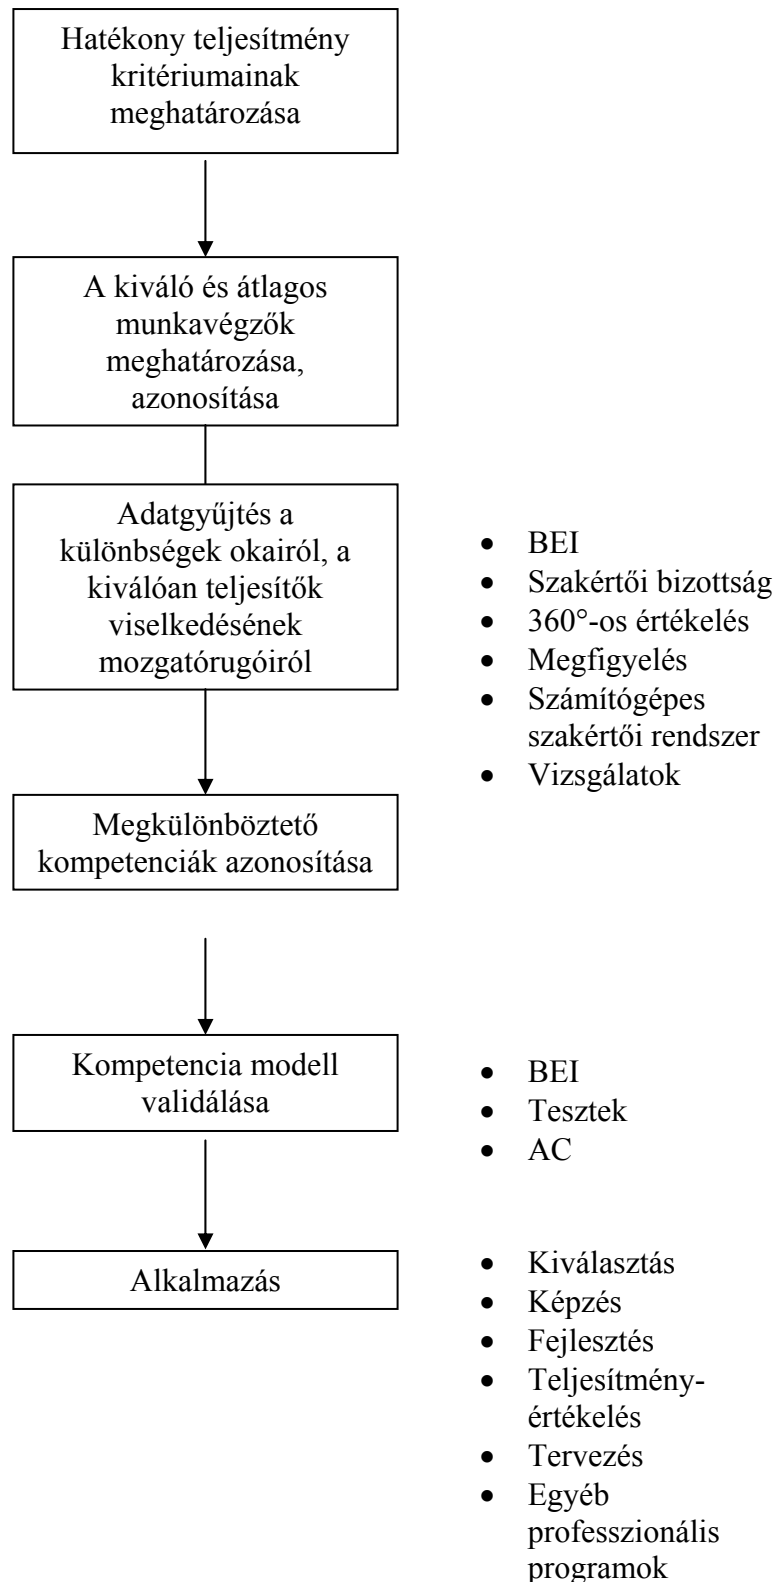 Hatékony teljesítmény
kritériumainak
meghatározása
A kiváló és átlagos
munkavégzők
meghatározása,
azonosítása
Adatgyűjtés a
különbségek okairól, a
kiválóan teljesítők
viselkedésének
mozgatórugóiról
• BEI
• Szakértői bizottság
• 360°-os értékelés
• Megfigyelés
• Számítógépes
szakértői rendszer
• Vizsgálatok
Megkülönböztető
kompetenciák azonosítása
Kompetencia modell
validálása
• BEI
• Tesztek
• AC
Alkalmazás
• Kiválasztás
• Képzés
• Fejlesztés
• Teljesítmény-
értékelés
• Tervezés
• Egyéb
professzionális
programok